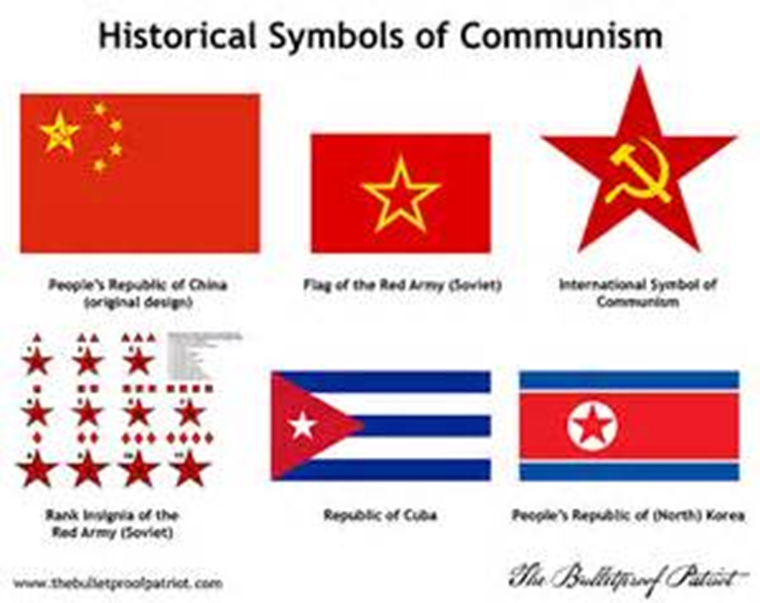 Historical Symbols of Communism
People's Republic of China
(original design)
Flag of the Red Army (Soviet)
International Symbol of
Communism
Rank Insignia of the
Red Army (Soviet)
Republic of Cuba
People's Republic of (North) Korea
www.thebulletproofpatriot.com
The Bulletproof Patriot